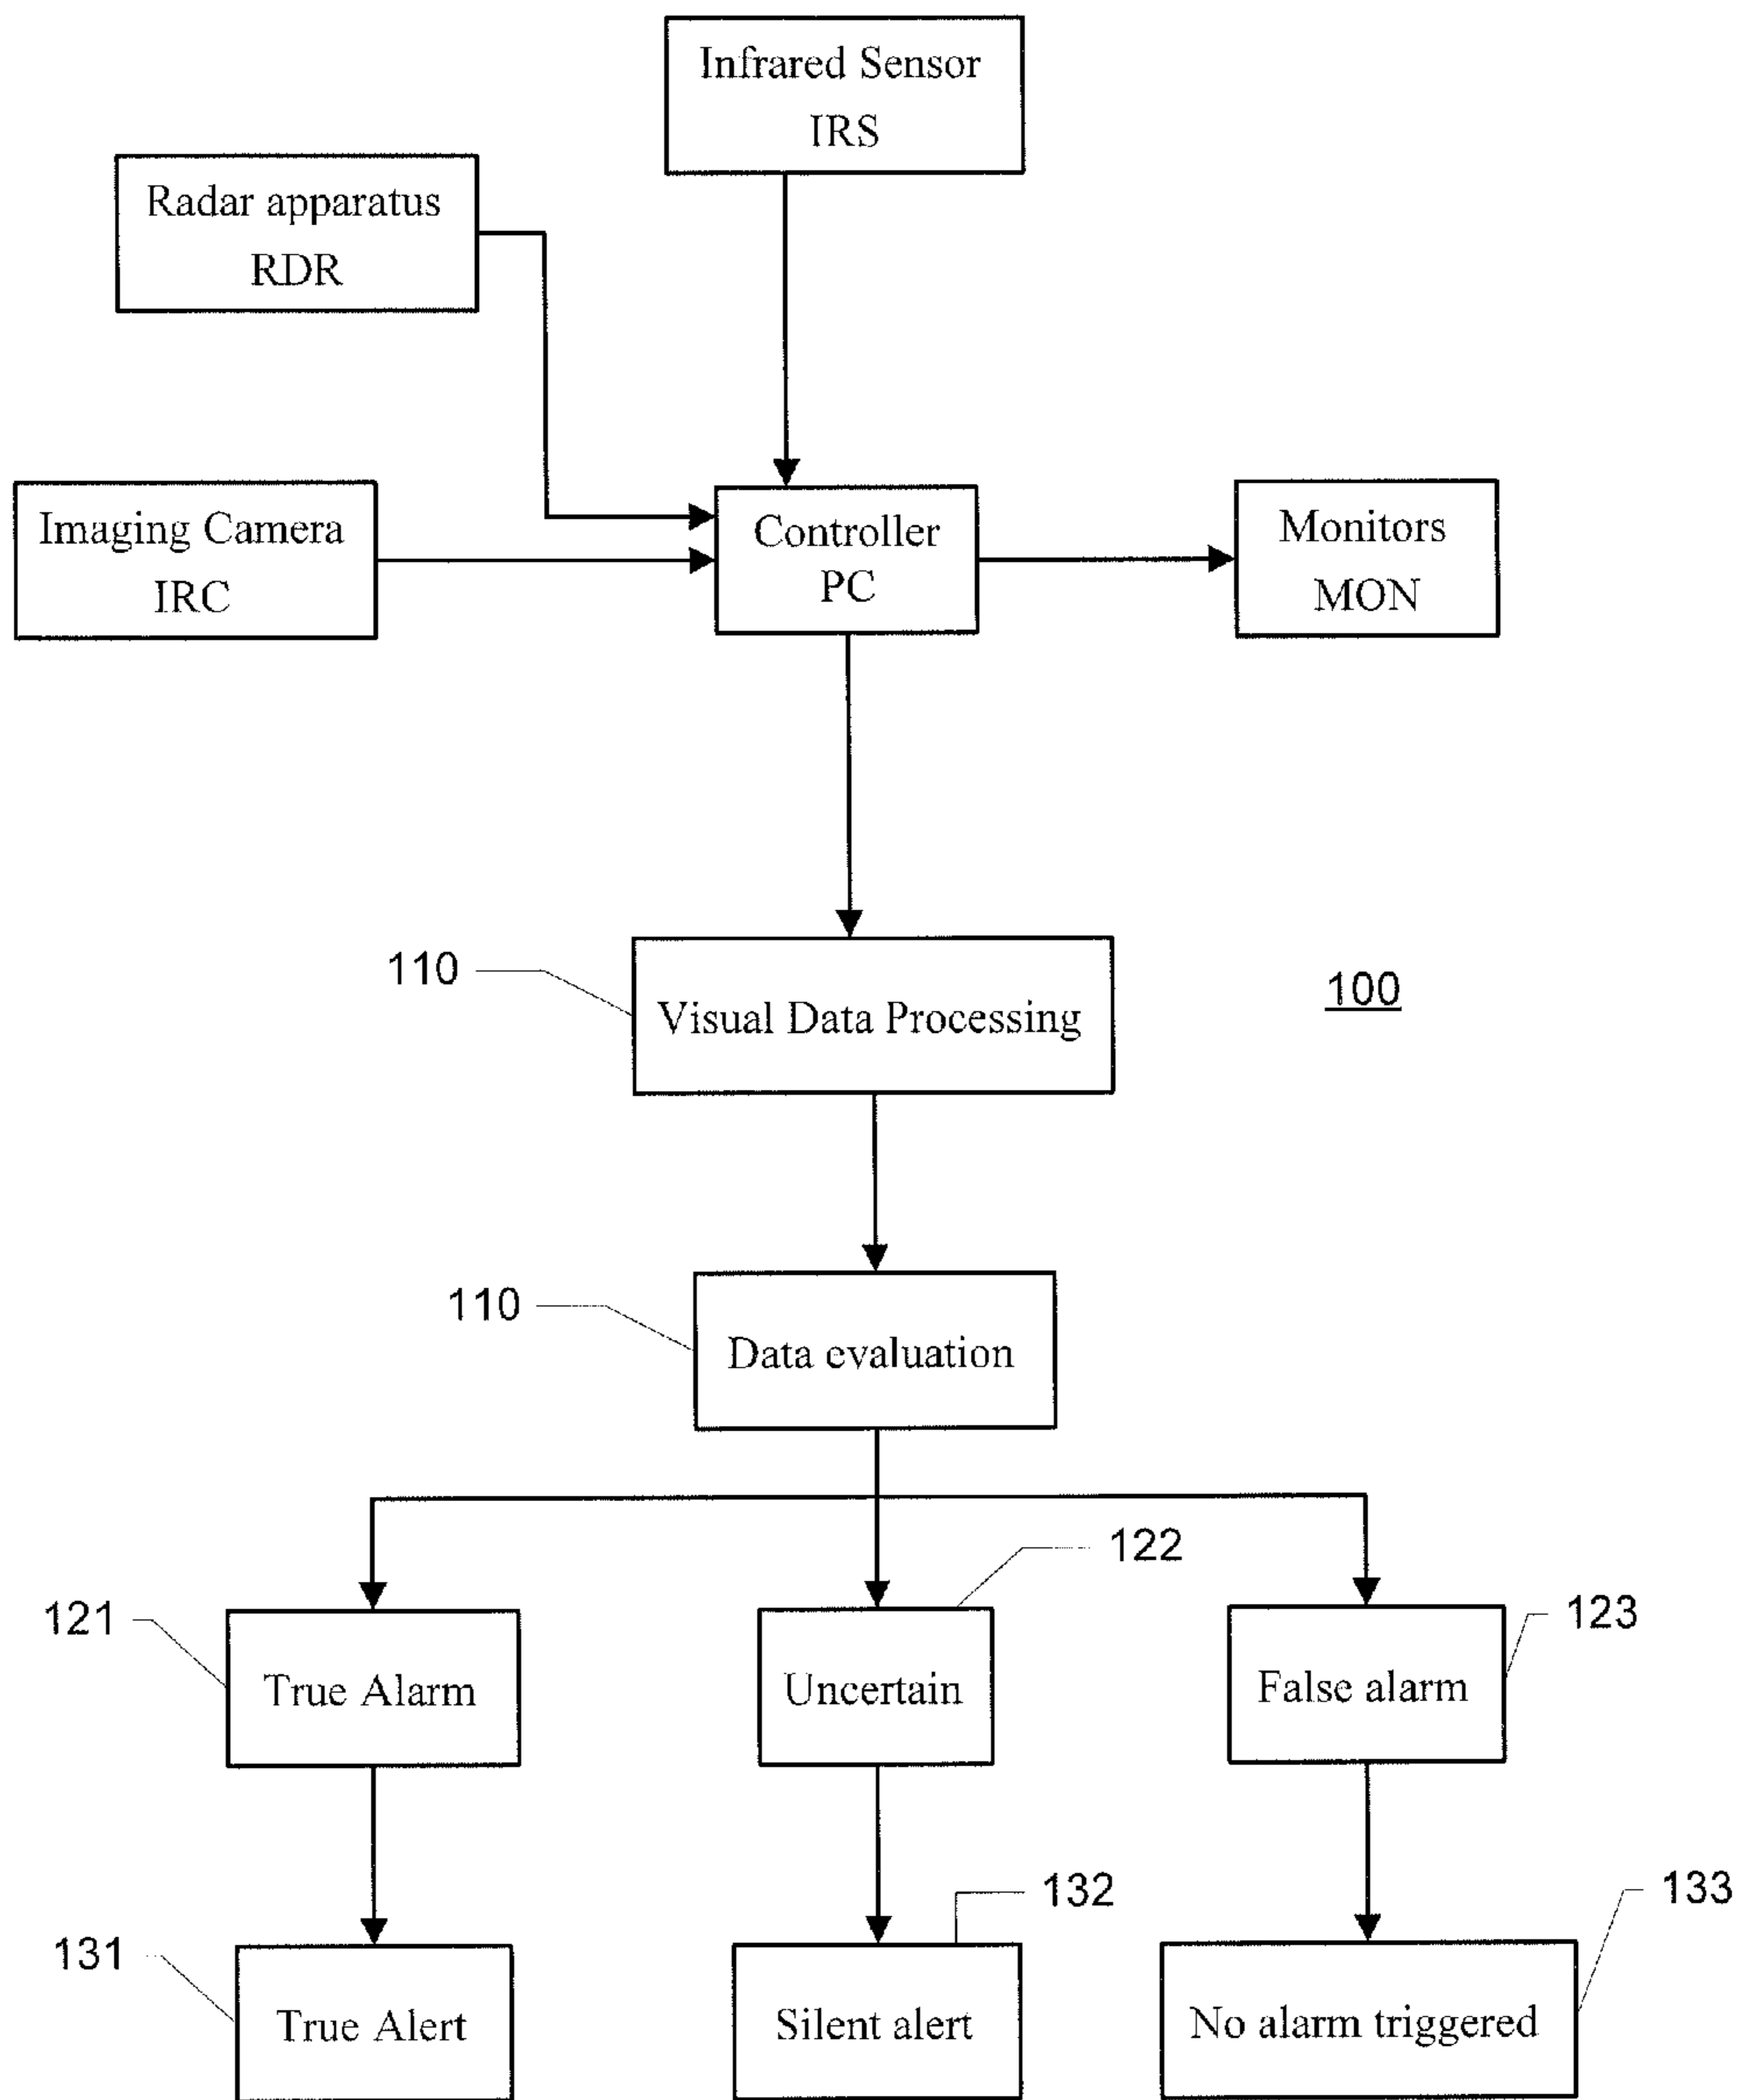 Infrared Sensor
IRS
Radar apparatus
RDR
Imaging Camera
IRC
Controller
PC
Monitors
MON
110
Visual Data Processing
100
110
Data evaluation
122
121
123
True Alarm
Uncertain
False alarm
132
133
131
True Alert
Silent alert
No alarm triggered